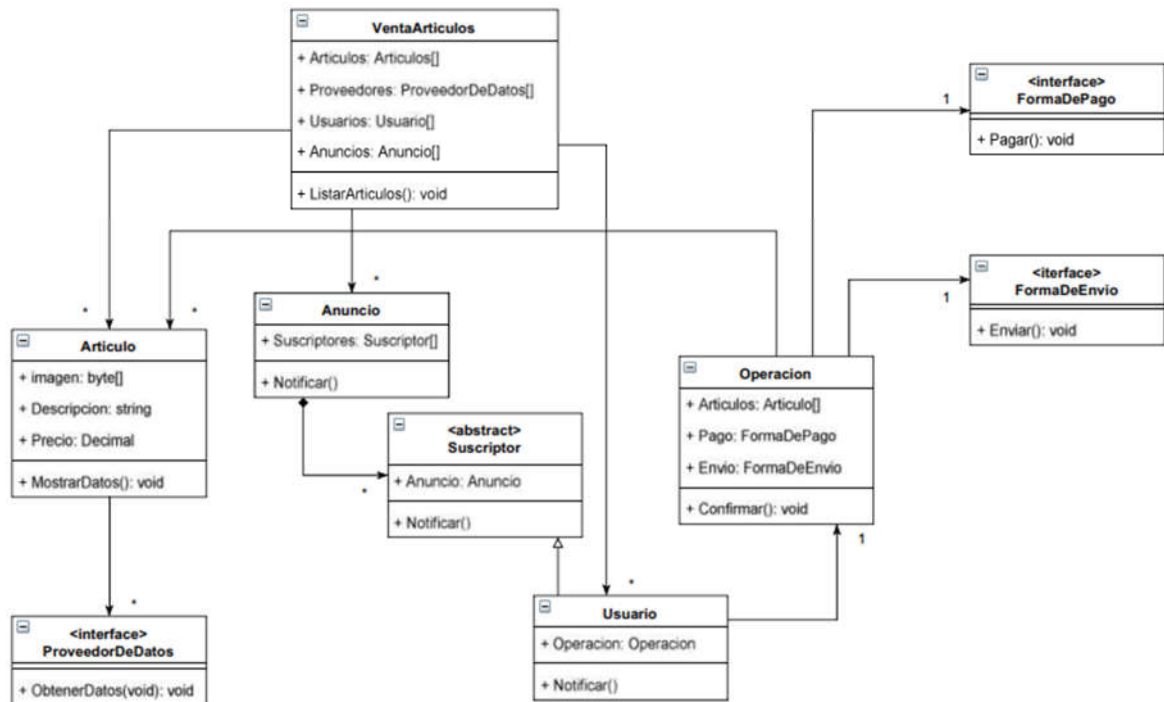 VentaArticulos
+ Articulos: Articulos[]
+ Proveedores: ProveedorDeDatos[]
+ Usuarios: Usuario[]
+ Anuncios: Anuncio[]
+ ListarArticulos(): void
<interface>
FormaDePago
+ Pagar(): void
1
<iterface>
FormaDeEnvio
+ Enviar(): void
1
*
*
*
Anuncio
+ Suscriptores: Suscriptor[]
+ Notificar()
Articulo
+ imagen: byte[]
+ Descripcion: string
+ Precio: Decimal
+ MostrarDatos(): void
<abstract>
Suscriptor
+ Anuncio: Anuncio
+ Notificar()
*
Operacion
+ Articulos: Articulo[]
+ Pago: FormaDePago
+ Envio: FormaDeEnvio
+ Confirmar(): void
1
*
*
<interface>
ProveedorDeDatos
+ ObtenerDatos(void): void
Usuario
+ Operacion: Operacion
+ Notificar()